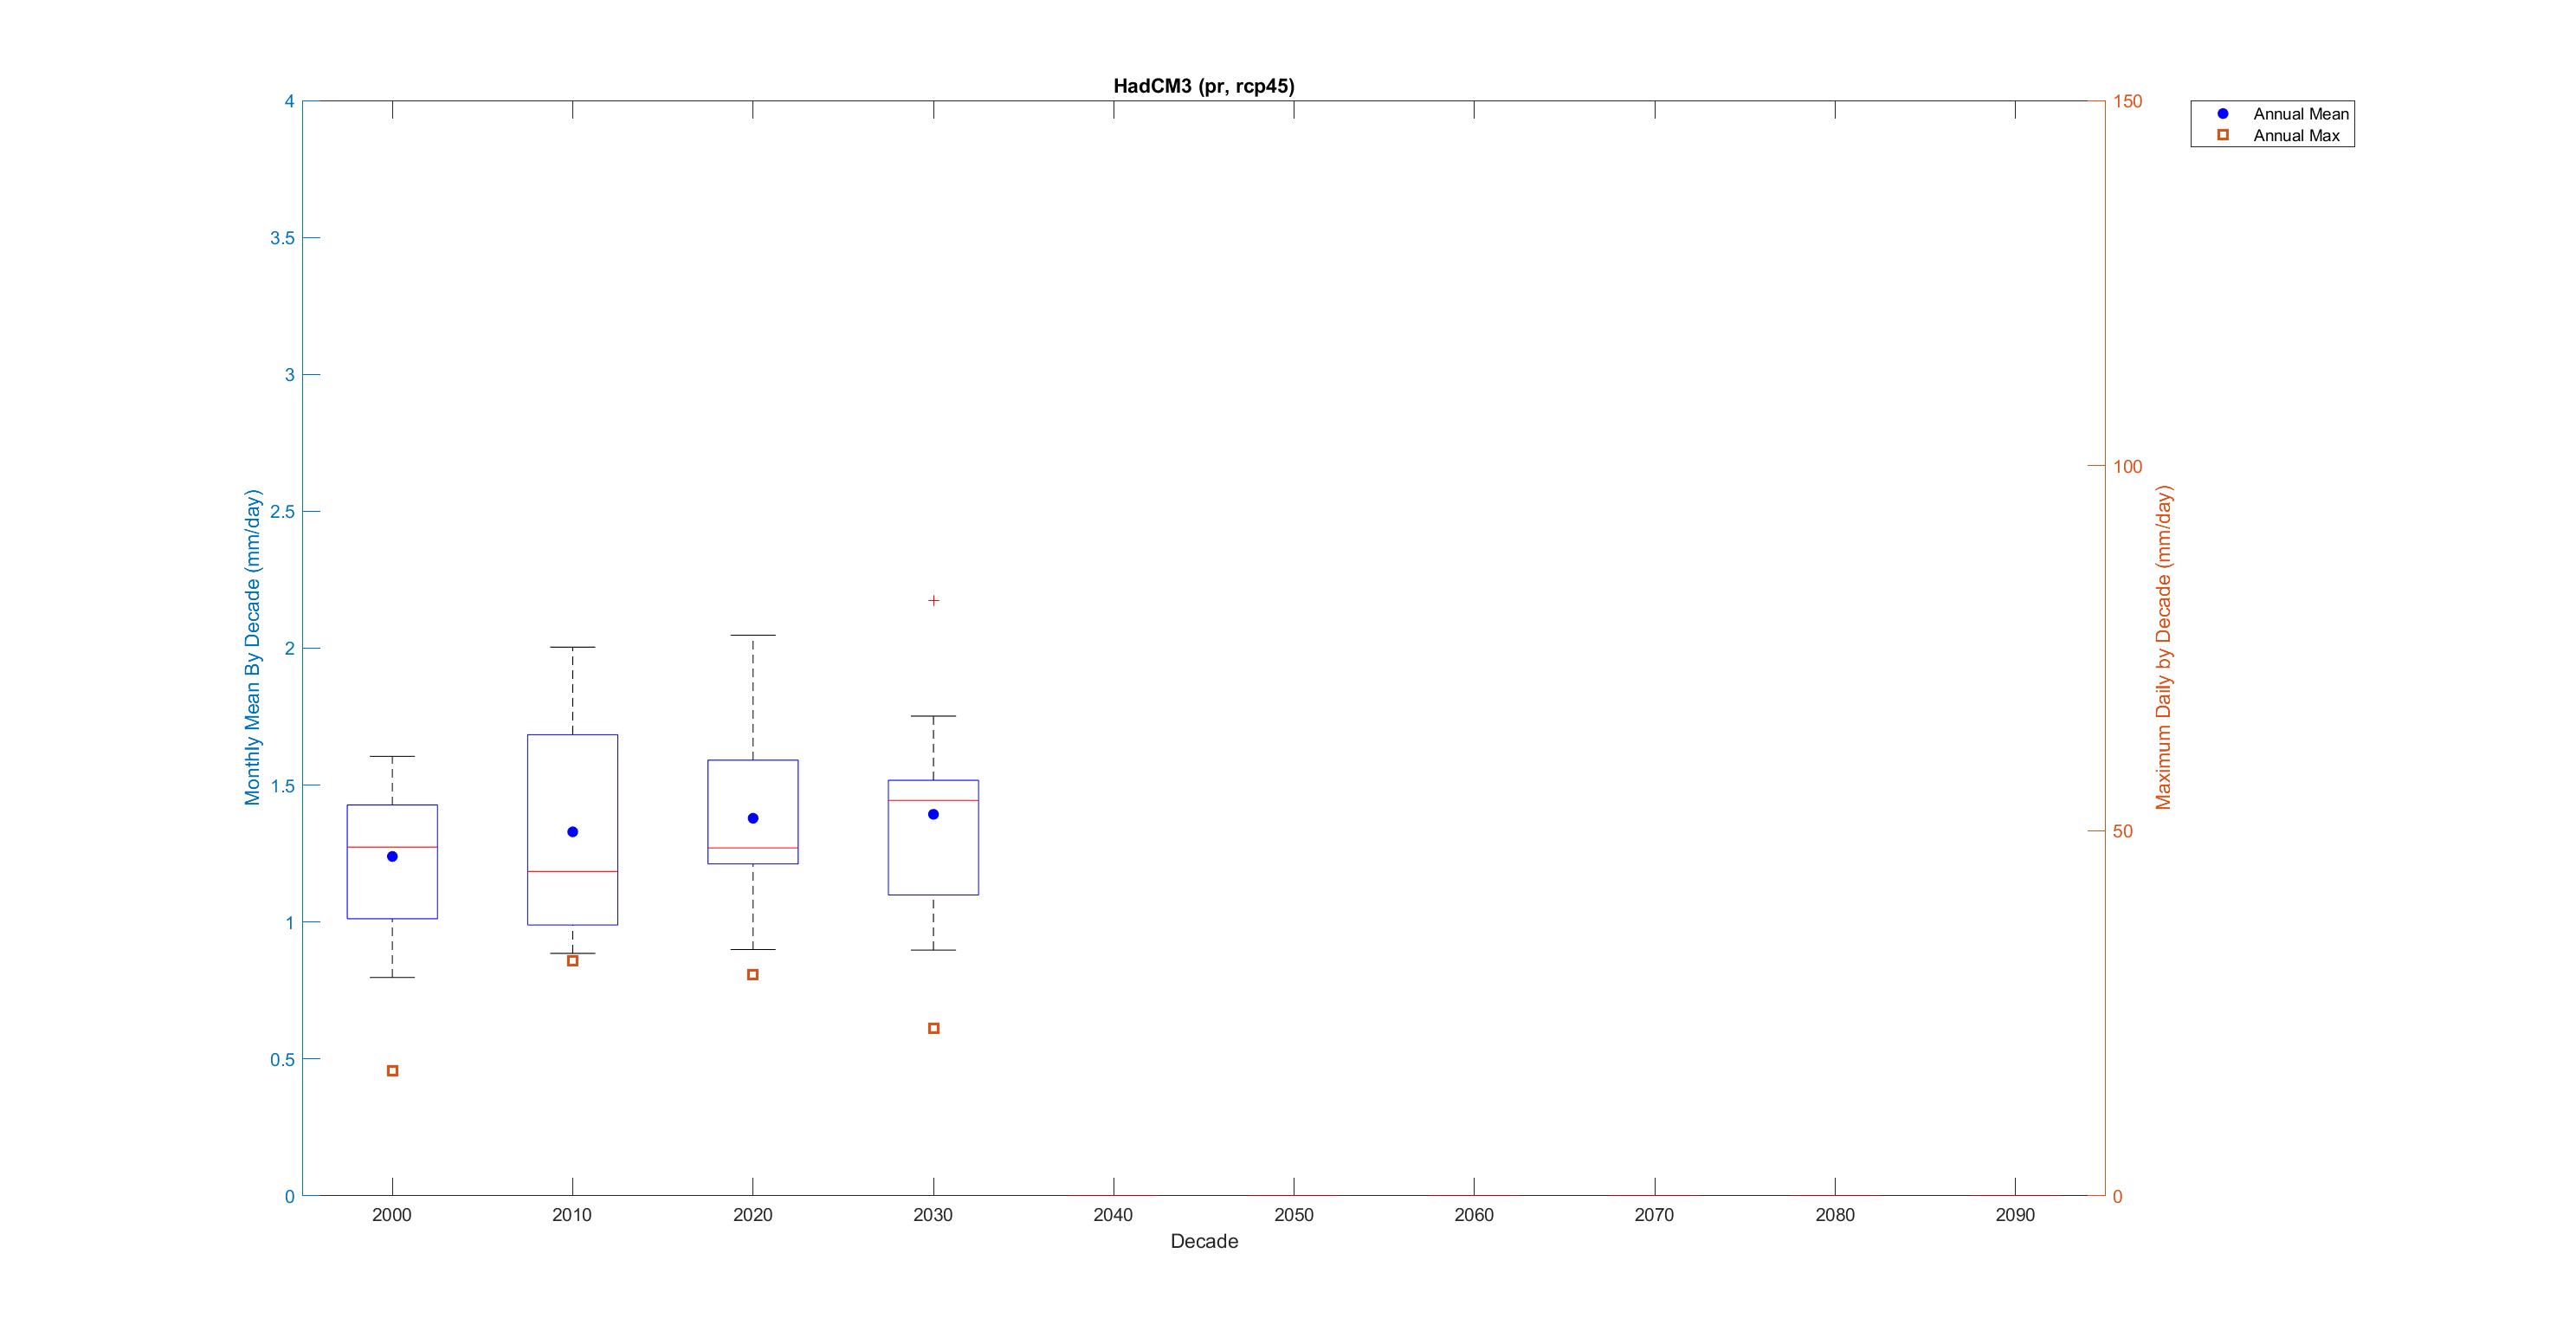 HadCM3 (pr, rcp45)
Annual Mean
Annual Max
Monthly Mean By Decade (mm/day)
4
3.5
3
2.5
2
1.5
1
0.5
0
150
100
50
0
Maximum Daily by Decade (mm/day)
2000 2010 2020 2030 2040 2050 2060 2070 2080 2090
Decade